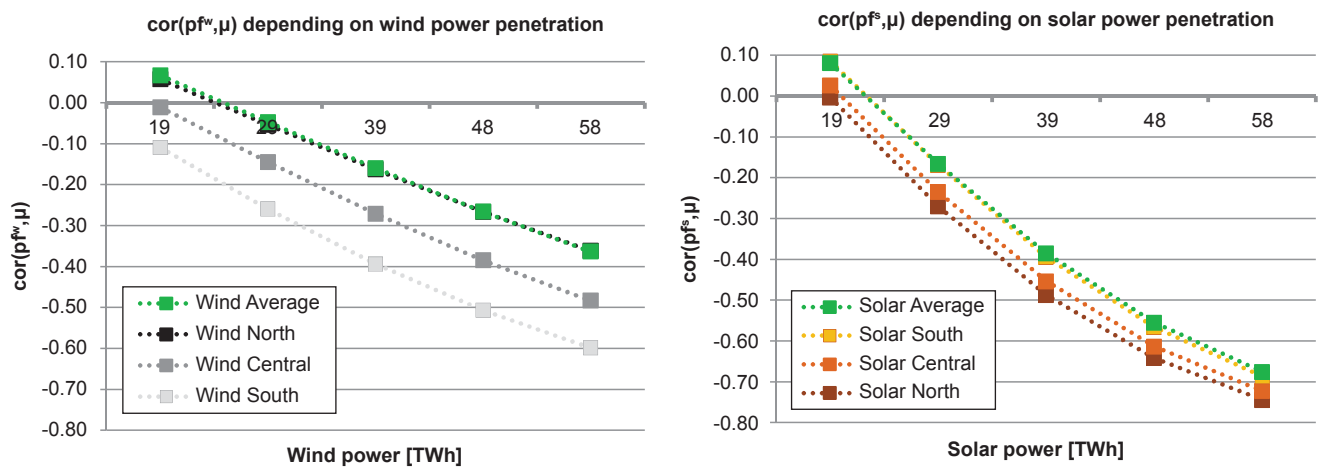 cor(pfʷ,μ) depending on wind power penetration
0.10
0.00
-0.10
-0.20
-0.30
-0.40
-0.50
-0.60
-0.70
-0.80
cor(pfʷ,μ)
19
29
39
48
58
Wind Average
Wind North
Wind Central
Wind South
Wind power [TWh]
cor(pfˢ,μ) depending on solar power penetration
0.10
0.00
-0.10
-0.20
-0.30
-0.40
-0.50
-0.60
-0.70
-0.80
cor(pfˢ,μ)
19
29
39
48
58
Solar Average
Solar South
Solar Central
Solar North
Solar power [TWh]